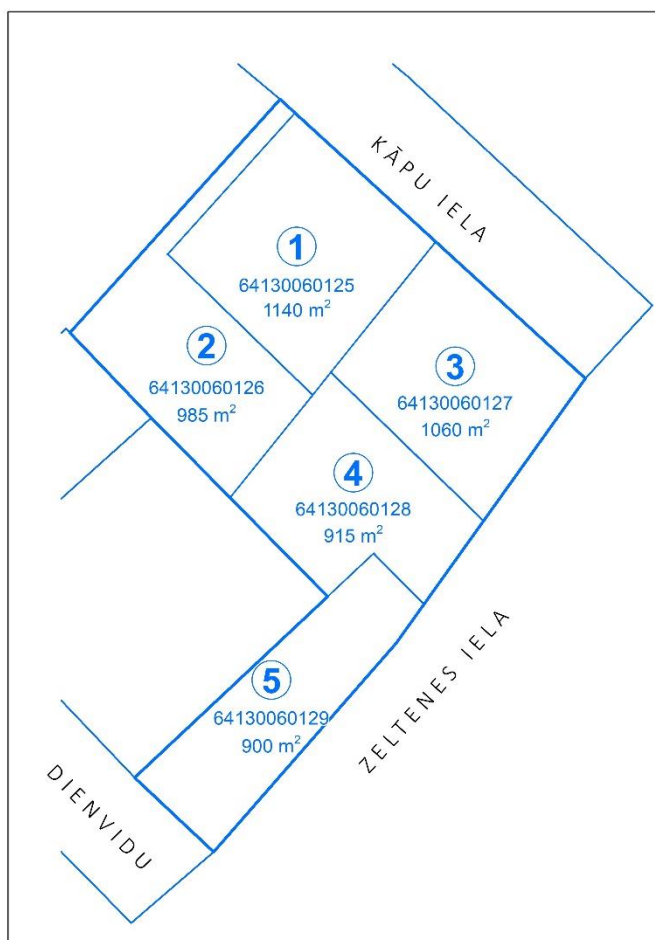 KĀPU IELA
1
64130060125
1140 m²
2
64130060126
985 m²
3
64130060127
1060 m²
4
64130060128
915 m²
5
64130060129
900 m²
ZELTENES IELA
DIENVIDU